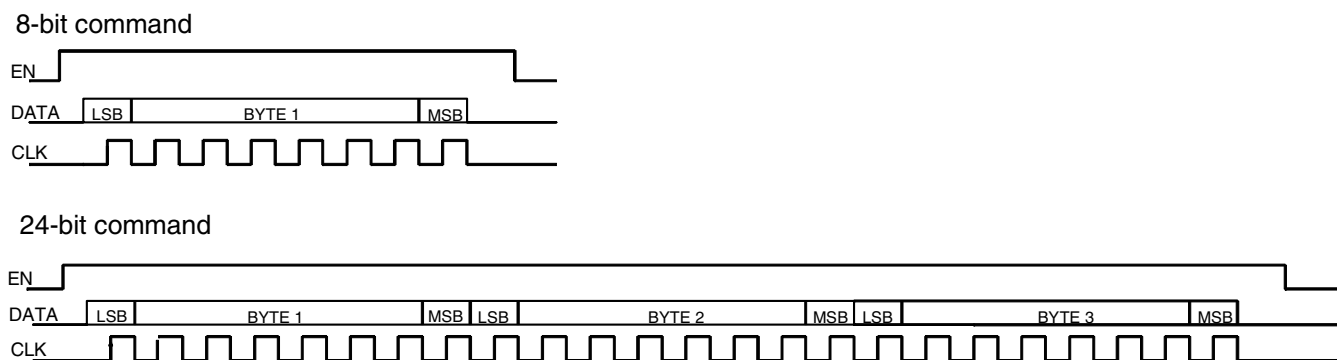 8-bit command
EN
DATA LSB BYTE 1 MSB
CLK
24-bit command
EN
DATA LSB BYTE 1 MSB LSB BYTE 2 MSB LSB BYTE 3 MSB
CLK